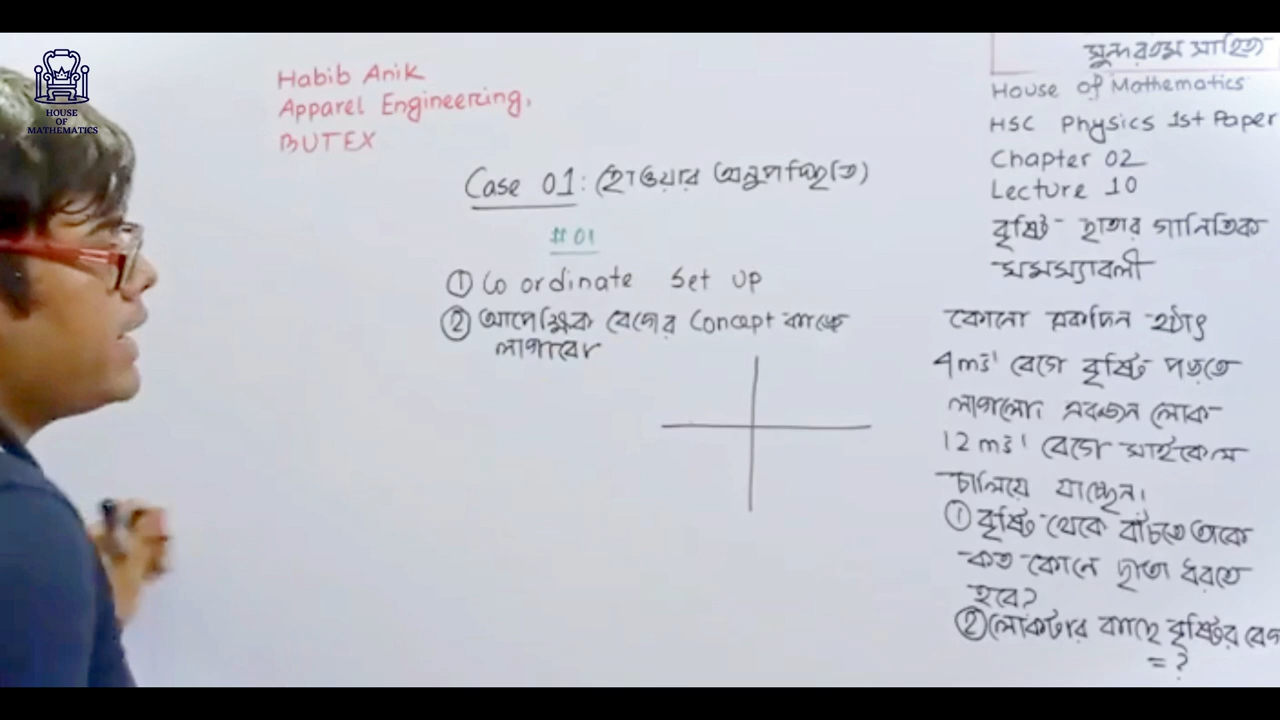 HOUSE
OF
MATHEMATICS
Habib Anik
Apparel Engineering,
BUTEX
Case 01: (হাওয়ার অনুপস্থিতি)
# 01
① Co ordinate Set up
② আপেক্ষিক বেগের Concept কাজে
লাগাবো
House of Mathematics
HSC Physics 1st Paper
Chapter 02
Lecture 10
বৃষ্টি - ছাতার গানিতিক
সমস্যাবলী
কোনো একদিন হঠাৎ
4ms⁻¹ বেগে বৃষ্টি পড়তে
লাগলো। একজন লোক
12ms⁻¹ বেগে সাইকেল
চালিয়ে যাচ্ছেন।
① বৃষ্টি থেকে বাঁচতে তাকে
কত কোনে ছাতা ধরতে
হবে?
② লোকটার কাছে বৃষ্টির বেগ
= ?